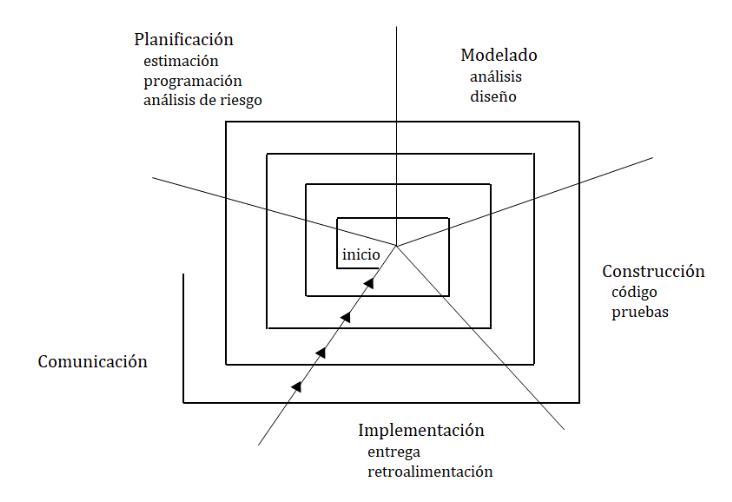 Planificación
estimación
programación
análisis de riesgo
Modelado
análisis
diseño
inicio
Construcción
código
pruebas
Comunicación
Implementación
entrega
retroalimentación